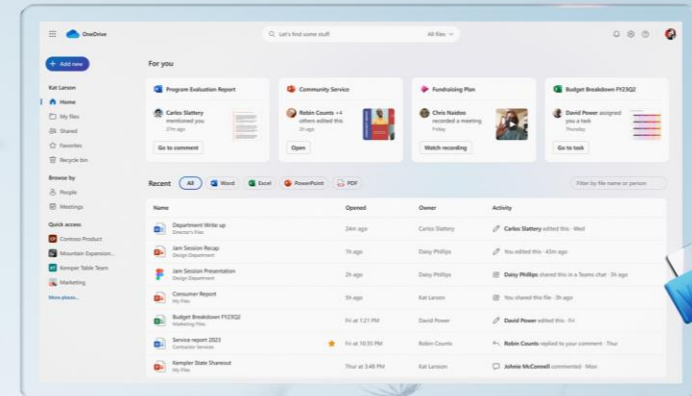 OneDrive
Let's find some stuff
All files
Add new
For you
Kat Larson
Home
My files
Shared
Favorites
Recycle bin
Browse by
People
Meetings
Quick access
Contoso Product
Mountain Expansion...
Kemper Table Team
Marketing
More places...
Program Evaluation Report
Carlos Slattery
mentioned you
27m ago
Go to comment
Community Service
Robin Counts +4
others edited this
2h ago
Open
Fundraising Plan
Chris Naidoo
recorded a meeting
Friday
Watch recording
Budget Breakdown FY23Q2
David Power assigned
you a task
Thursday
Go to task
Recent All Word Excel PowerPoint PDF Filter by file name or person
Name Opened Owner Activity
Department Write up
Director's Files
24m ago Carlos Slattery Carlos Slattery edited this · Wed
Jam Session Recap
Design Department
1h ago Daisy Phillips You edited this · 45m ago
Jam Session Presentation
Design Department
2h ago Daisy Phillips Daisy Phillips shared this in a Teams chat · 3h ago
Consumer Report
My Files
5h ago Kat Larsson You shared this file · 3h ago
Budget Breakdown FY23Q2
Marketing Files
Fri at 1:21 PM David Power David Power edited this · Fri
Service report 2023
Contractor Services
Fri at 10:35 PM Robin Counts Robin Counts replied to your comment · Thur
Kempler State Shareout
My Files
Thur at 3:48 PM Kat Larsson Johnie McConnell commented · Mon